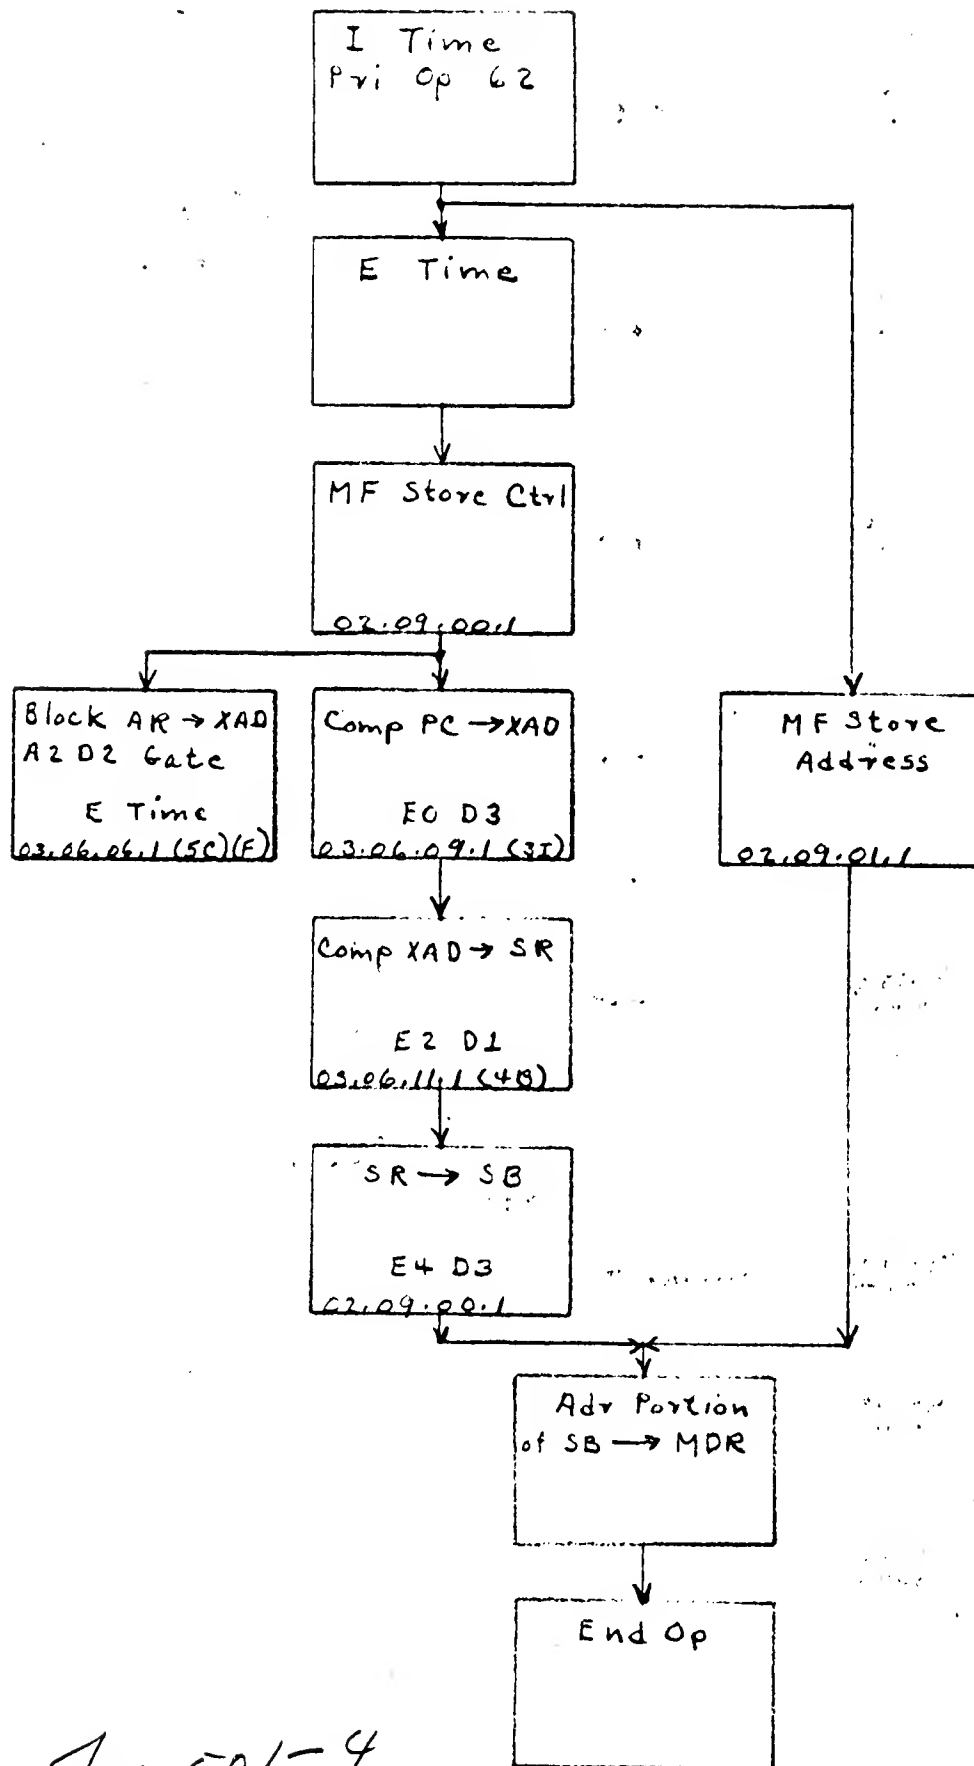 I Time
Pri Op 62
E Time
MF Store Ctrl
02.09.00.1
Block AR → XAD
A2 D2 Gate
E Time
03.06.06.1 (5C)(F)
Comp PC → XAD
E0 D3
03.06.09.1 (3I)
MF Store
Address
02.09.01.1
Comp XAD → SR
E2 D1
03.06.11.1 (4B)
SR → SB
E4 D3
02.09.00.1
Adr Portion
of SB → MDR
End Op